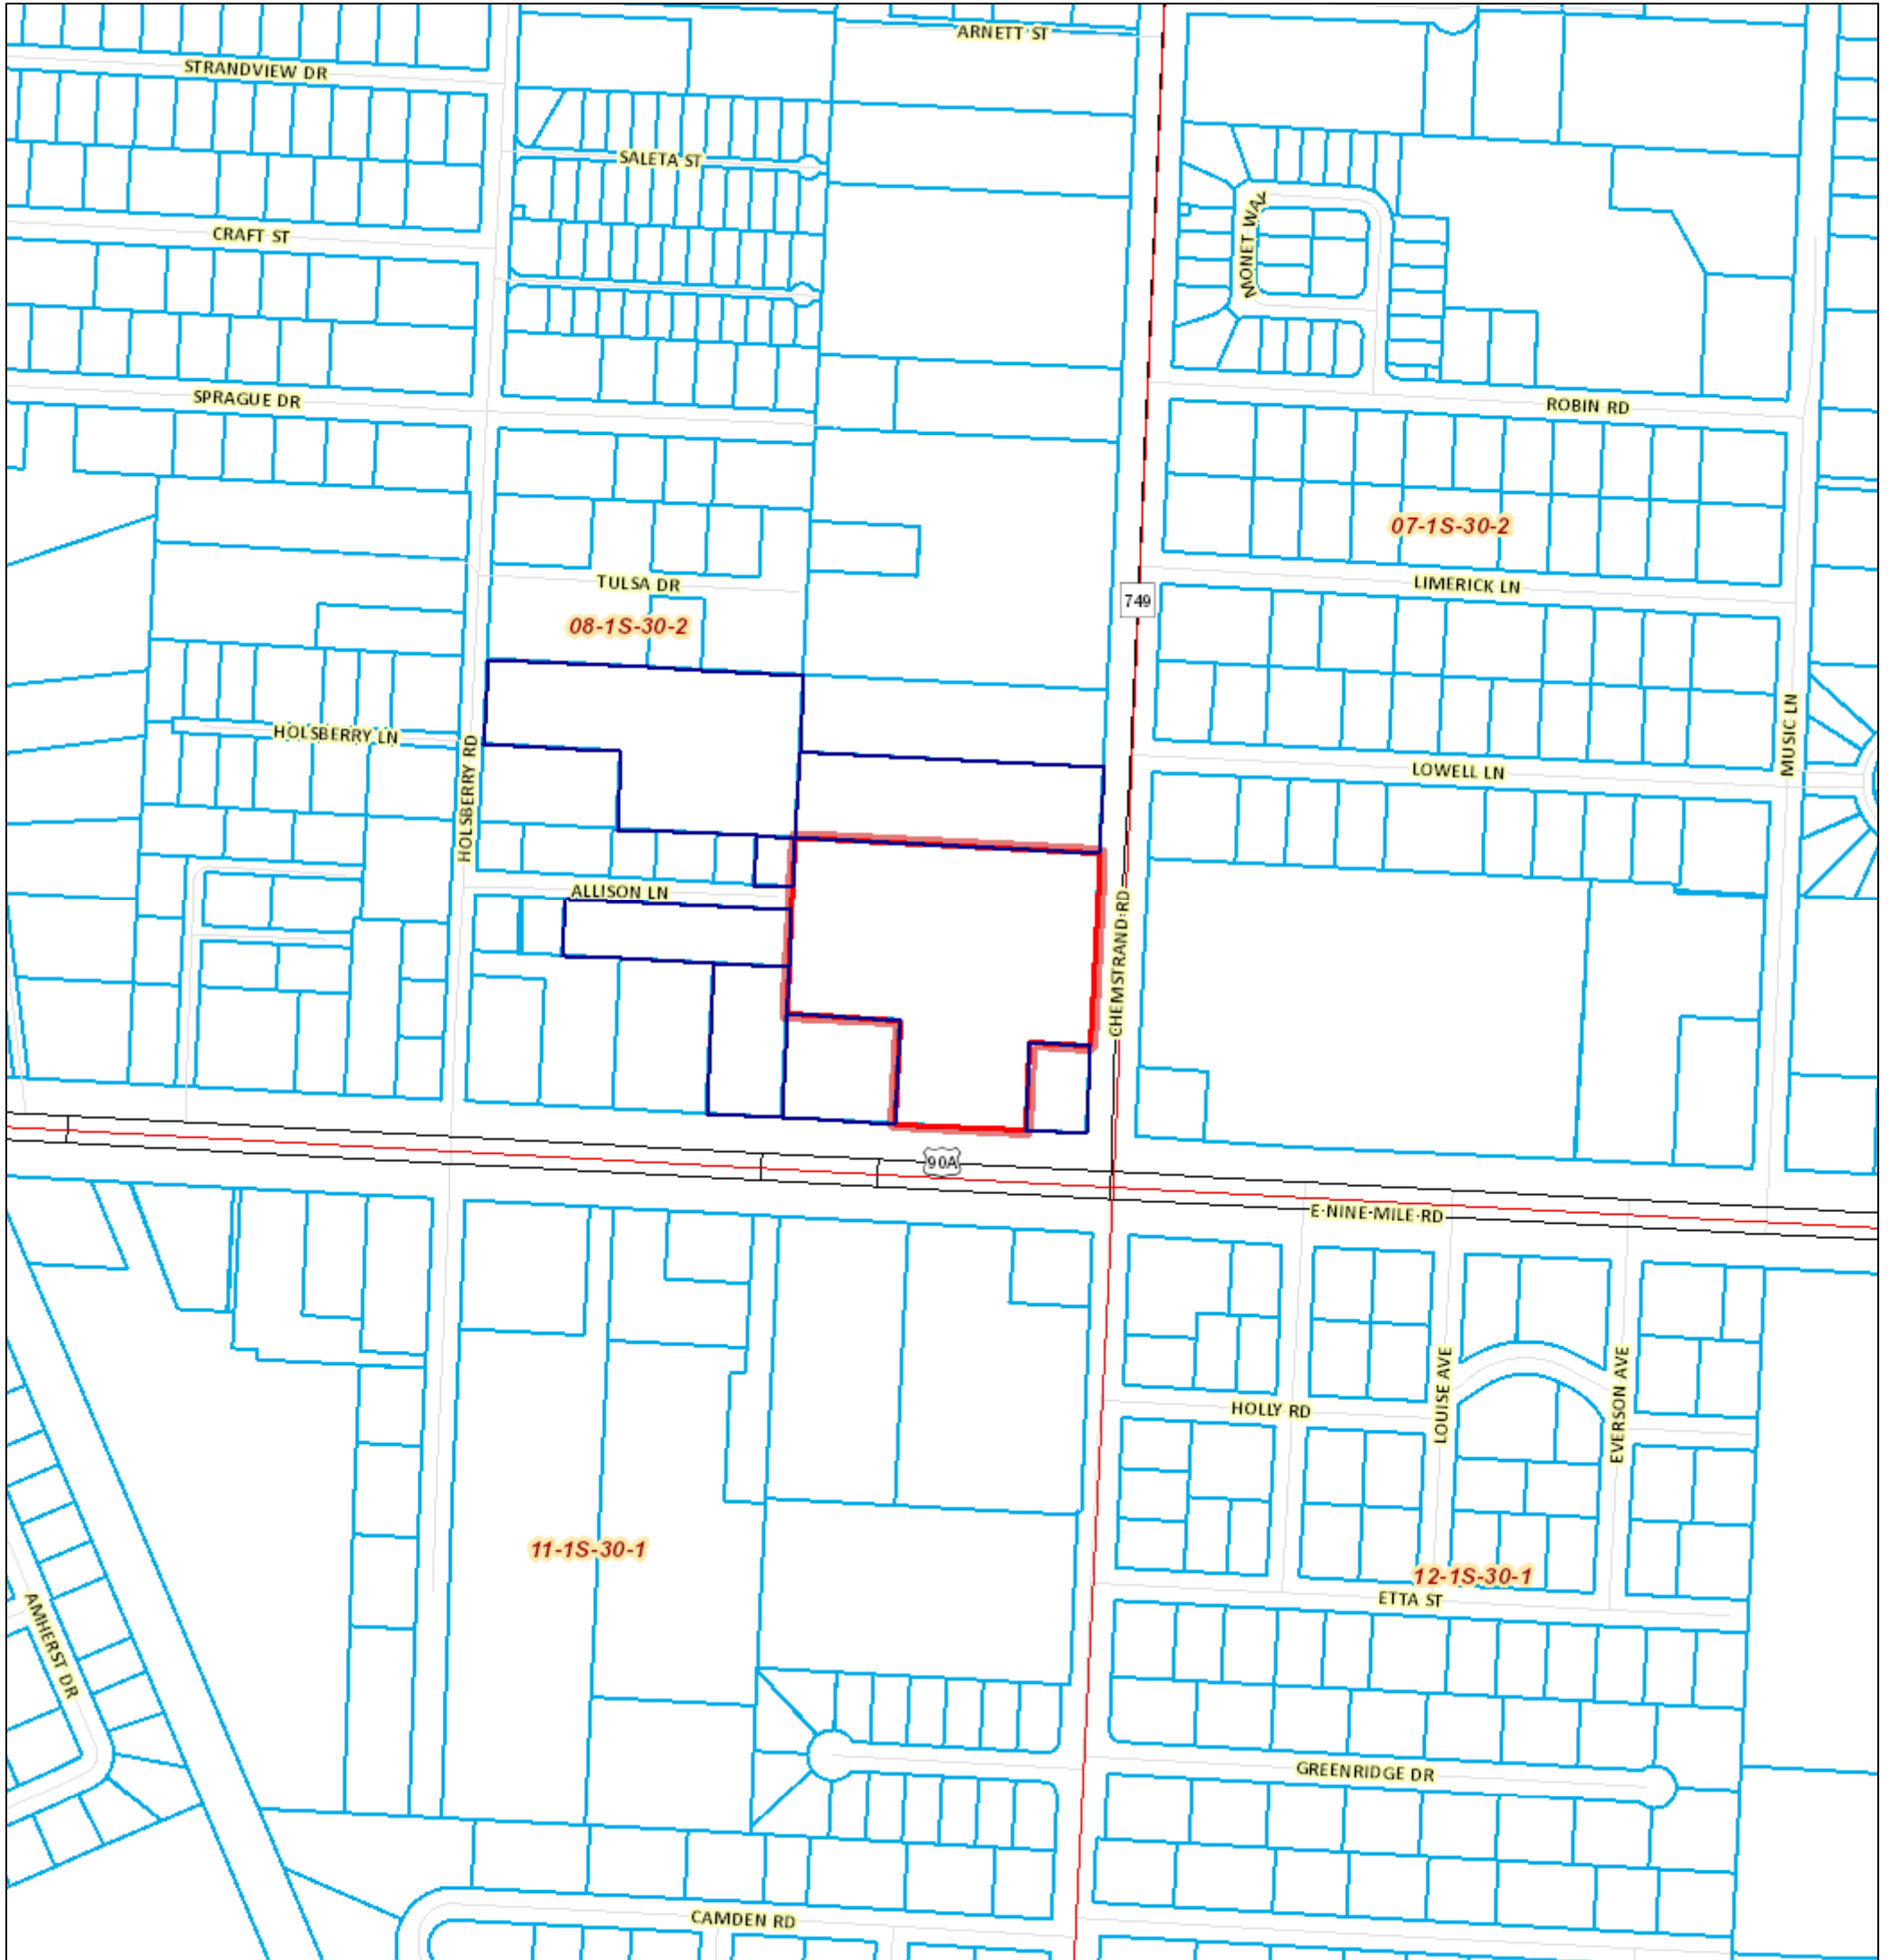 ARNETT ST
STRANDVIEW DR
SALETA ST
MONET WAY
CRAFT ST
SPRAGUE DR
ROBIN RD
07-1S-30-2
TULSA DR
LIMERICK LN
749
08-1S-30-2
HOLSBERRY LN
HOLSBERRY RD
MUSIC LN
LOWELL LN
ALLISON LN
CHEMSTRAND RD
90A
E NINE MILE RD
HOLLY RD
LOUISE AVE
EVERSON AVE
11-1S-30-1
12-1S-30-1
ETTA ST
AMHERST DR
GREENRIDGE DR
CAMDEN RD